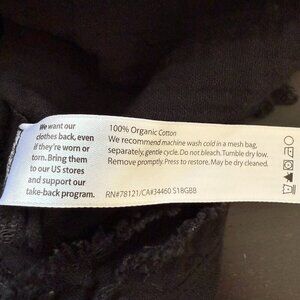 We want our
clothes back, even
if they're worn or
torn. Bring them
to our US stores
and support our
take-back program.
100% Organic Cotton
We recommend machine wash cold in a mesh bag,
separately, gentle cycle. Do not bleach. Tumble dry low.
Remove promptly. Press to restore. May be dry cleaned.
RN#78121/CA#34460 S18GBB